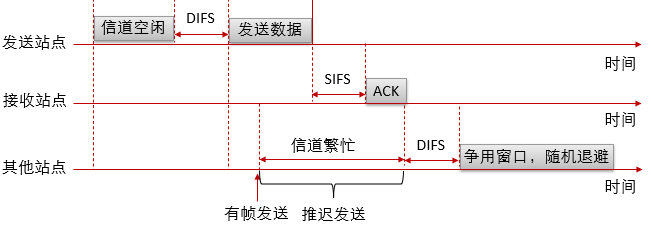 信道空闲
DIFS
发送数据
发送站点
时间
SIFS
ACK
接收站点
时间
信道繁忙
DIFS
争用窗口，随机退避
其他站点
时间
有帧发送
推迟发送